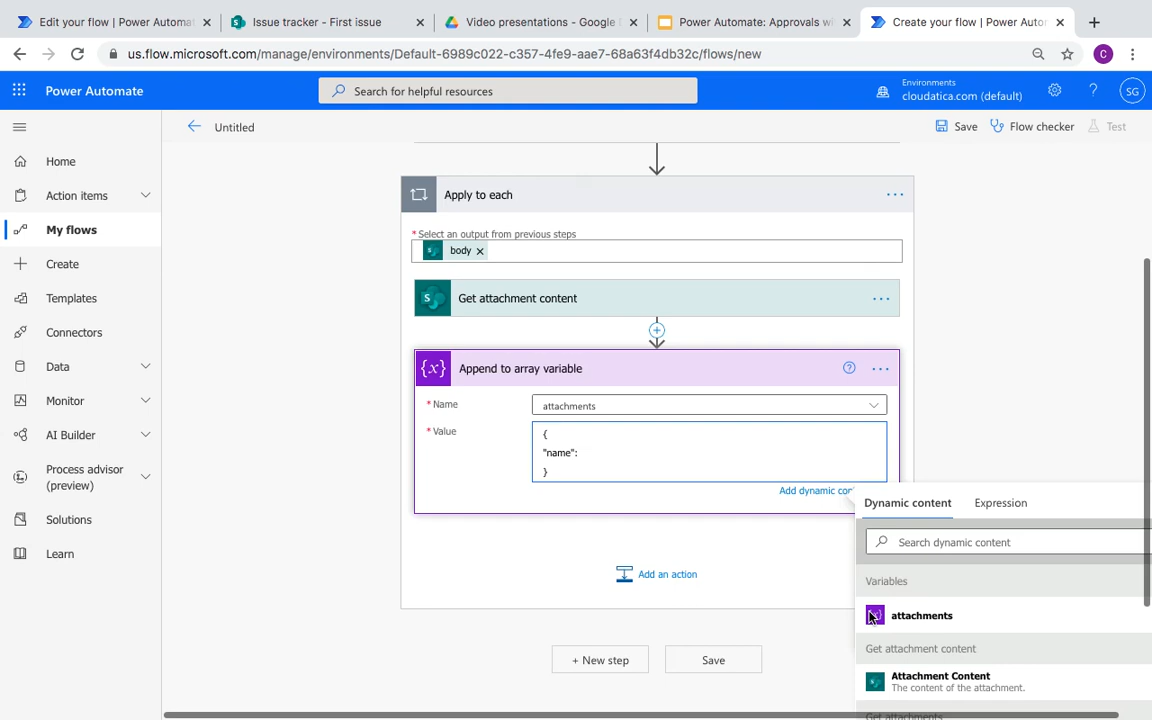 Edit your flow | Power Automat
Issue tracker - First issue
Video presentations - Google
Power Automate: Approvals wi
Create your flow | Power Auto
us.flow.microsoft.com/manage/environments/Default-6989c022-c357-4fe9-aae7-68a63f4db32c/flows/new
C
Power Automate
Search for helpful resources
Environments
cloudatica.com (default)
?
SG
Untitled
Save
Flow checker
Test
Home
Action items
My flows
Create
Templates
Connectors
Data
Monitor
AI Builder
Process advisor
(preview)
Solutions
Learn
Apply to each
* Select an output from previous steps
body
Get attachment content
Append to array variable
* Name
attachments
* Value
{
"name":
}
Add dynamic con
Add an action
+ New step
Save
Dynamic content
Expression
Search dynamic content
Variables
attachments
Get attachment content
Attachment Content
The content of the attachment.
Get attachments